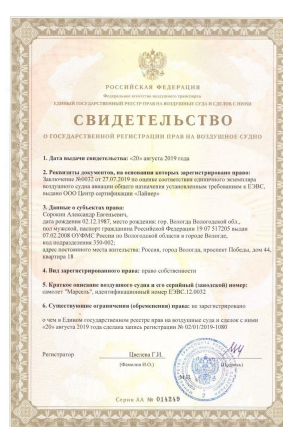 РОССИЙСКАЯ ФЕДЕРАЦИЯ
Федеральное агентство воздушного транспорта
ЕДИНЫЙ ГОСУДАРСТВЕННЫЙ РЕЕСТР ПРАВ НА ВОЗДУШНЫЕ СУДА И СДЕЛОК С НИМИ
СВИДЕТЕЛЬСТВО
О ГОСУДАРСТВЕННОЙ РЕГИСТРАЦИИ ПРАВ НА ВОЗДУШНОЕ СУДНО
1. Дата выдачи свидетельства: «20» августа 2019 года
2. Реквизиты документов, на основании которых зарегистрировано право:
Заключение №0032 от 27.07.2019 по оценке соответствия единичного экземпляра
воздушного судна авиации общего назначения установленным требованиям к ЕЭВС,
выдано ООО Центр сертификации «Лайнер»
3. Данные о субъектах права:
Сорокин Александр Евгеньевич,
дата рождения 02.12.1987, место рождения: гор. Вологда Вологодской обл.,
пол мужской, паспорт гражданина Российской Федерации 19 07 517205 выдан
07.02.2008 ОУФМС России по Вологодской области в городе Вологде,
код подразделения 350-002;
адрес постоянного места жительства: Россия, город Вологда, проспект Победы, дом 44,
квартира 18
4. Вид зарегистрированного права: право собственности
5. Краткое описание воздушного судна и его серийный (заводской) номер:
самолет "Марсель", идентификационный номер ЕЭВС.12.0032
6. Существующие ограничения (обременения) права: не зарегистрировано
о чем в Едином государственном реестре прав на воздушные суда и сделок с ними
«20» августа 2019 года сделана запись регистрации № 02/01/2019-1080
Регистратор Цвелева Г.И.
(Фамилия И.О.) (Подпись)
М.П.
Серия АА № 014249